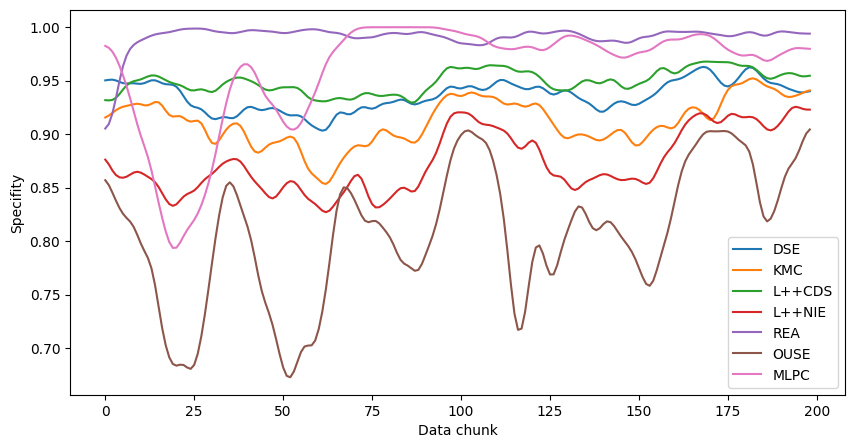 1.00
0.95
0.90
0.85
0.80
0.75
0.70
Specifity
0
25
50
75
100
125
150
175
200
Data chunk
DSE
KMC
L++CDS
L++NIE
REA
OUSE
MLPC